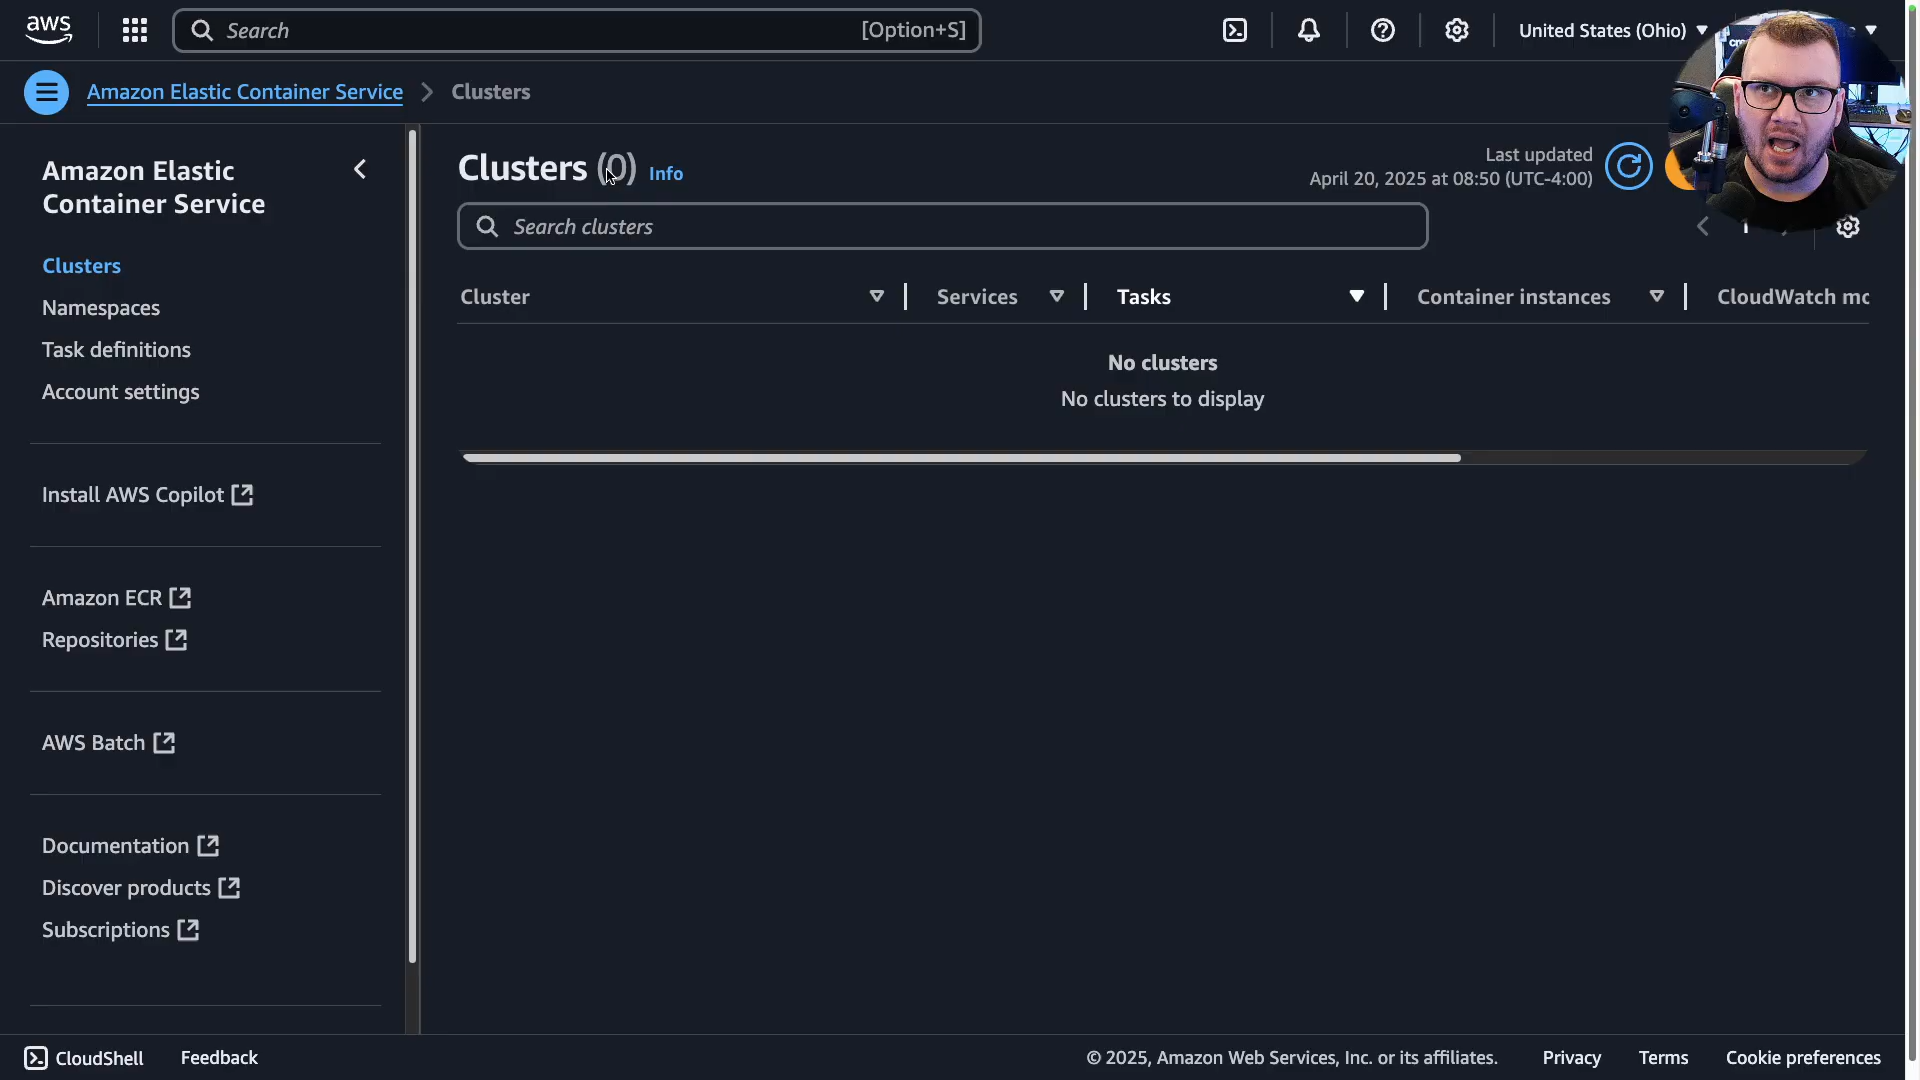 aws
Search [Option+S]
United States (Ohio)
Amazon Elastic Container Service
Clusters
Amazon Elastic
Container Service
Clusters
Namespaces
Task definitions
Account settings
Install AWS Copilot
Amazon ECR
Repositories
AWS Batch
Documentation
Discover products
Subscriptions
Clusters (0) Info
Last updated
April 20, 2025 at 08:50 (UTC-4:00)
Search clusters
Cluster Services Tasks Container instances CloudWatch mo
No clusters
No clusters to display
CloudShell Feedback © 2025, Amazon Web Services, Inc. or its affiliates. Privacy Terms Cookie preferences